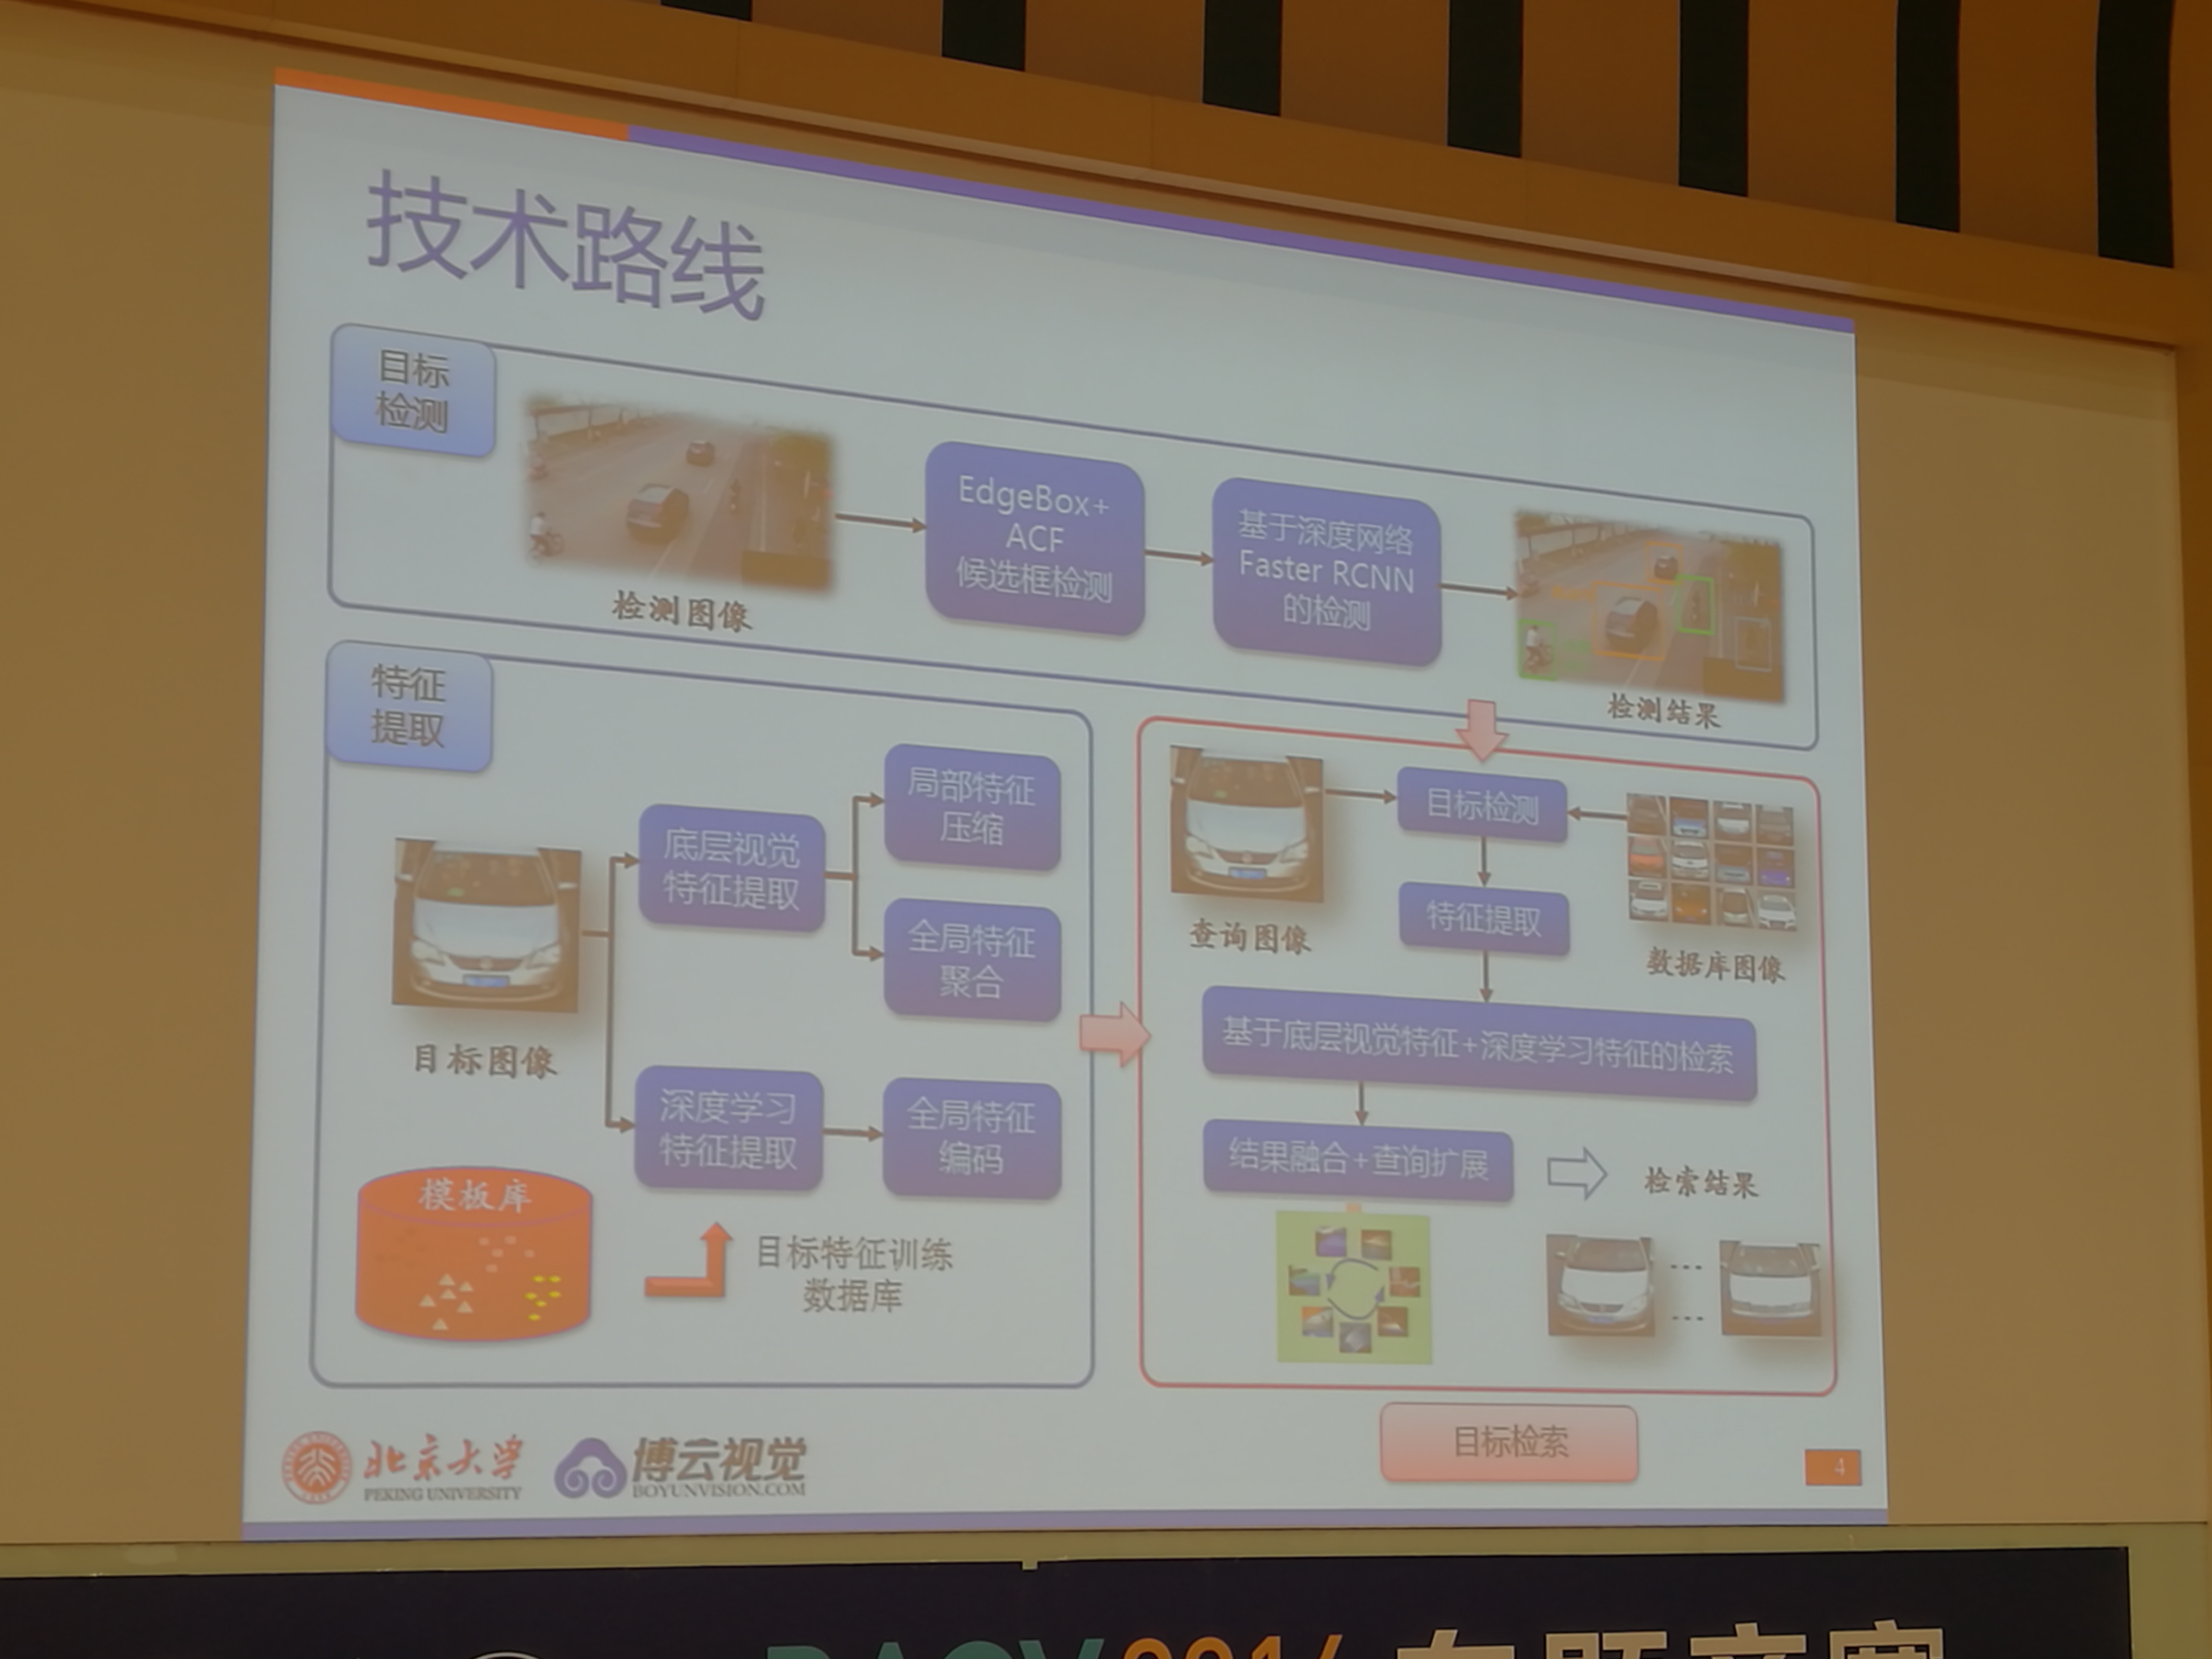 技术路线
目标
检测
检测图像
EdgeBox+
ACF
候选框检测
基于深度网络
Faster RCNN
的检测
检测结果
特征
提取
目标图像
底层视觉
特征提取
局部特征
压缩
全局特征
聚合
深度学习
特征提取
全局特征
编码
模板库
目标特征训练
数据库
查询图像
目标检测
数据库图像
特征提取
基于底层视觉特征+深度学习特征的检索
结果融合+查询扩展
检索结果
目标检索
北京大学
PEKING UNIVERSITY
博云视觉
BOYUNVISION.COM
4